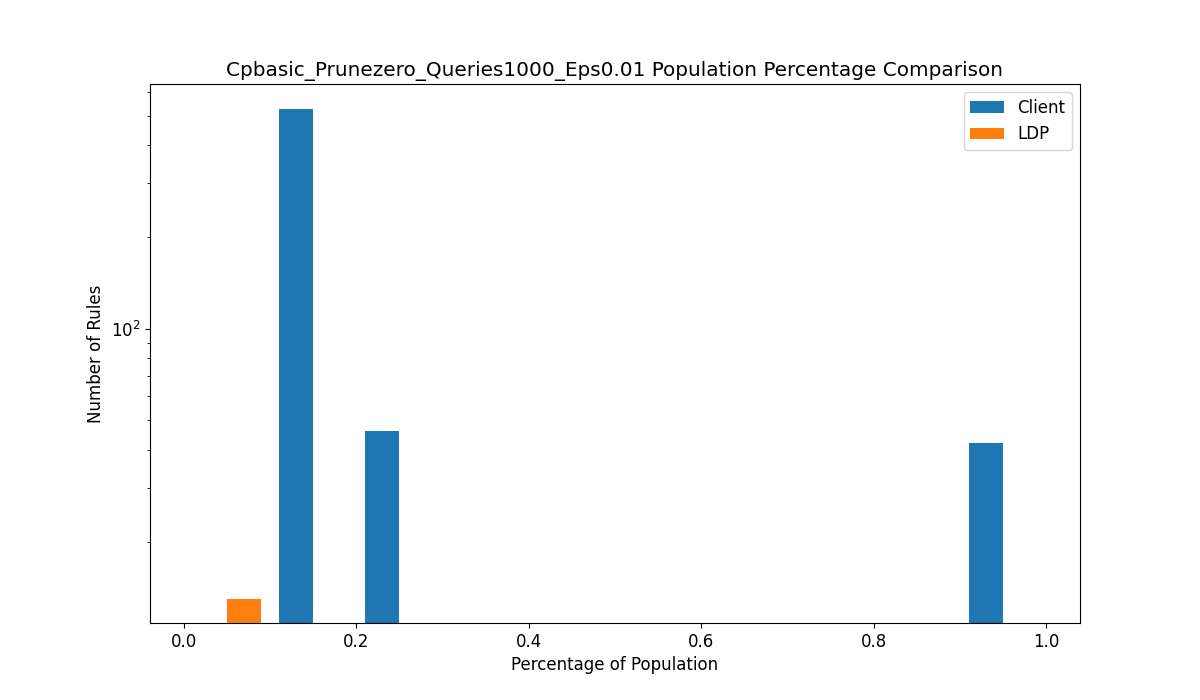 Cpbasic_Prunezero_Queries1000_Eps0.01 Population Percentage Comparison
Client
LDP
Number of Rules
10²
0.0 0.2 0.4 0.6 0.8 1.0
Percentage of Population